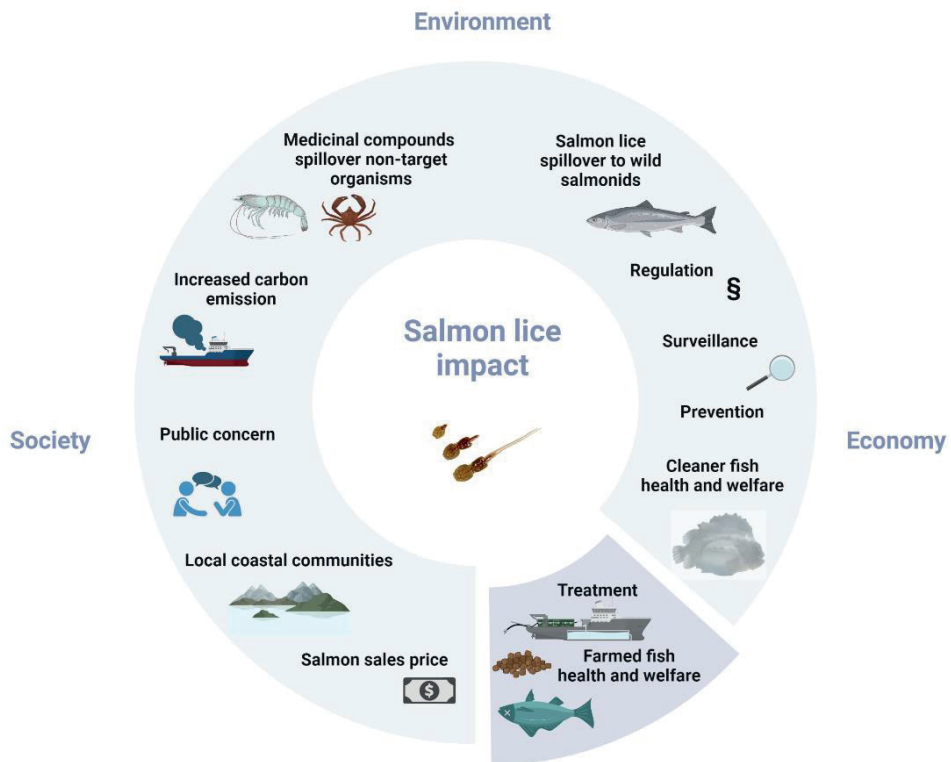 Environment
Medicinal compounds
spillover non-target
organisms
Salmon lice
spillover to wild
salmonids
Increased carbon
emission
Regulation
§
Salmon lice
impact
Surveillance
Society
Public concern
Prevention
Economy
Cleaner fish
health and welfare
Local coastal communities
Treatment
Salmon sales price
$
Farmed fish
health and welfare